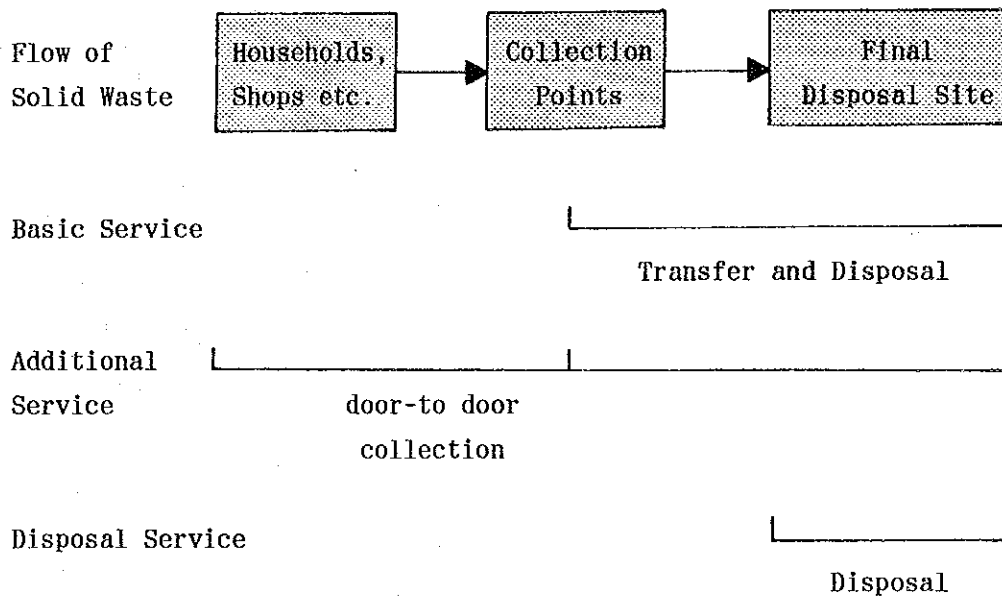 Flow of
Solid Waste
Households,
Shops etc.
Collection
Points
Final
Disposal Site
Basic Service
Transfer and Disposal
Additional
Service
door-to door
collection
Disposal Service
Disposal